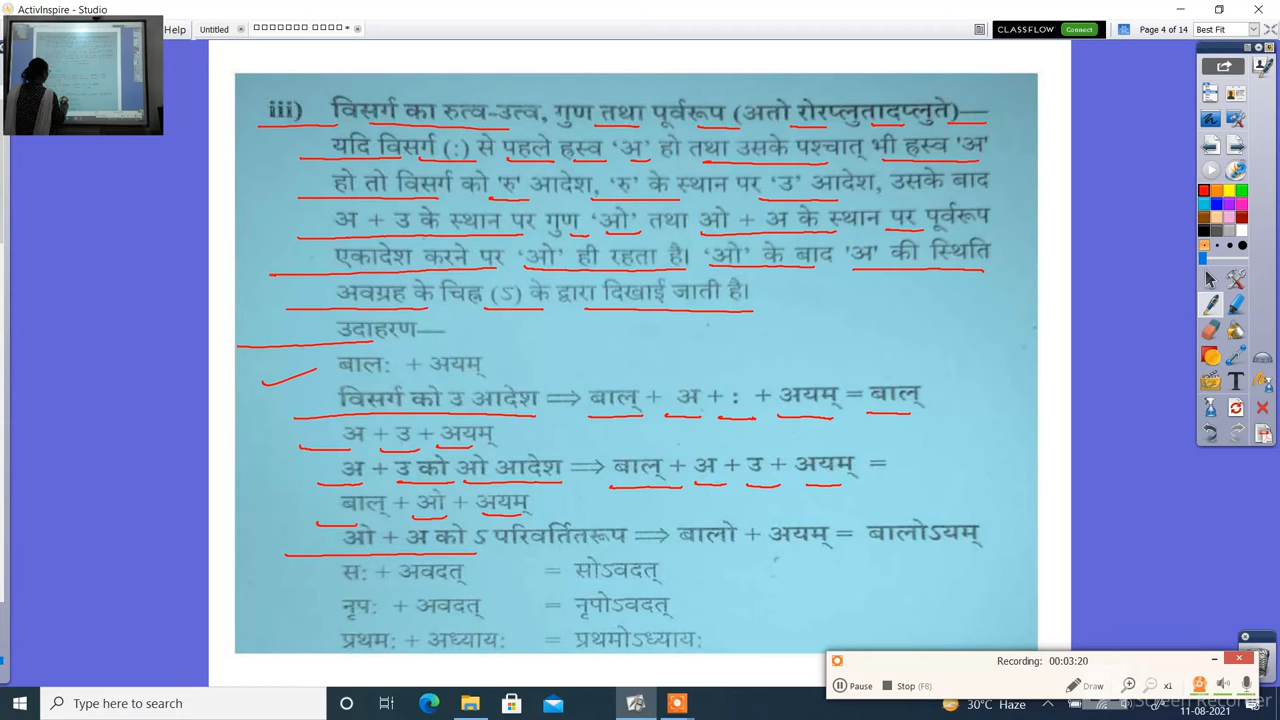 ActivInspire - Studio
Help Untitled
CLASSFLOW Connect Page 4 of 14 Best Fit
iii) विसर्ग का रुत्व-उत्व, गुण तथा पूर्वरूप (अतो रोरप्लुतादप्लुते)—
यदि विसर्ग (:) से पहले ह्रस्व ‘अ’ हो तथा उसके पश्चात् भी ह्रस्व 'अ'
हो तो विसर्ग को 'रु' आदेश, ‘रु’ के स्थान पर ‘उ’ आदेश, उसके बाद
अ + उ के स्थान पर गुण ‘ओ’ तथा ओ + अ के स्थान पर पूर्वरूप
एकादेश करने पर ‘ओ’ ही रहता है। ‘ओ’ के बाद 'अ' की स्थिति
अवग्रह के चिह्न (ऽ) के द्वारा दिखाई जाती है।
उदाहरण—
बाल: + अयम्
विसर्ग को उ आदेश ⟹ बाल् + अ + : + अयम् = बाल्
अ + उ + अयम्
अ + उ को ओ आदेश ⟹ बाल् + अ + उ + अयम् =
बाल् + ओ + अयम्
ओ + अ को ऽ परिवर्तितरूप ⟹ बालो + अयम् = बालोऽयम्
स: + अवदत् = सोऽवदत्
नृप: + अवदत् = नृपोऽवदत्
प्रथम: + अध्याय: = प्रथमोऽध्याय:
Recording: 00:03:20
Pause Stop (F8) Draw x1
Type here to search
30°C Haze
11-08-2021
Screen Recorder